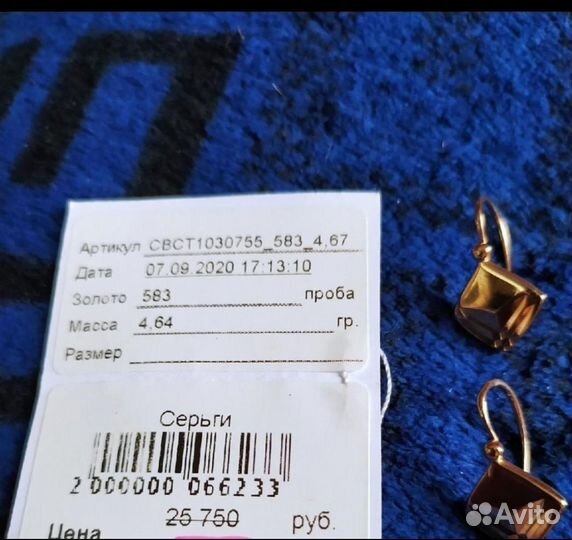 Артикул СВСТ1030755_583_4,67
Дата 07.09.2020 17:13:10
Золото 583 проба
Масса 4,64 гр.
Размер
Серьги
2 000000 066233
25 750 руб.
Цена
Avito